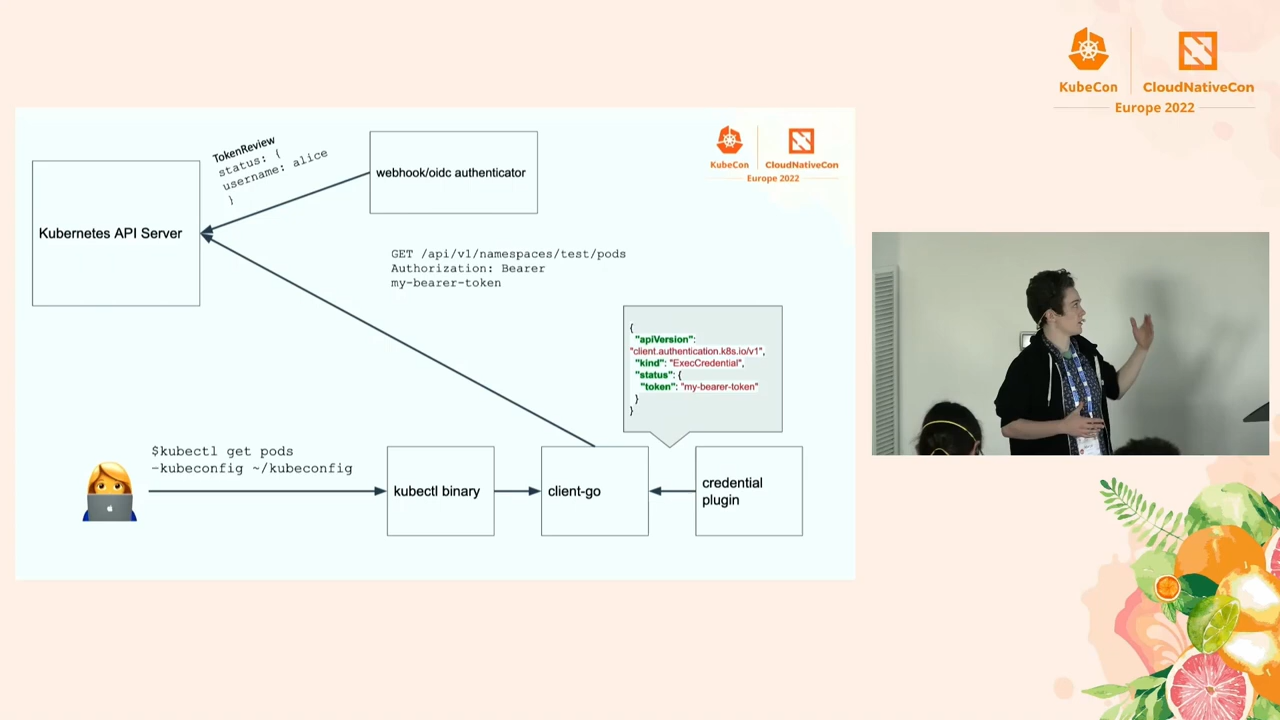 KubeCon
CloudNativeCon
Europe 2022
KubeCon
CloudNativeCon
Europe 2022
TokenReview
status: {
username: alice
}
webhook/oidc authenticator
Kubernetes API Server
GET /api/v1/namespaces/test/pods
Authorization: Bearer
my-bearer-token
{
"apiVersion":
"client.authentication.k8s.io/v1",
"kind": "ExecCredential",
"status": {
"token": "my-bearer-token"
}
}
$kubectl get pods
-kubeconfig ~/kubeconfig
kubectl binary
client-go
credential
plugin